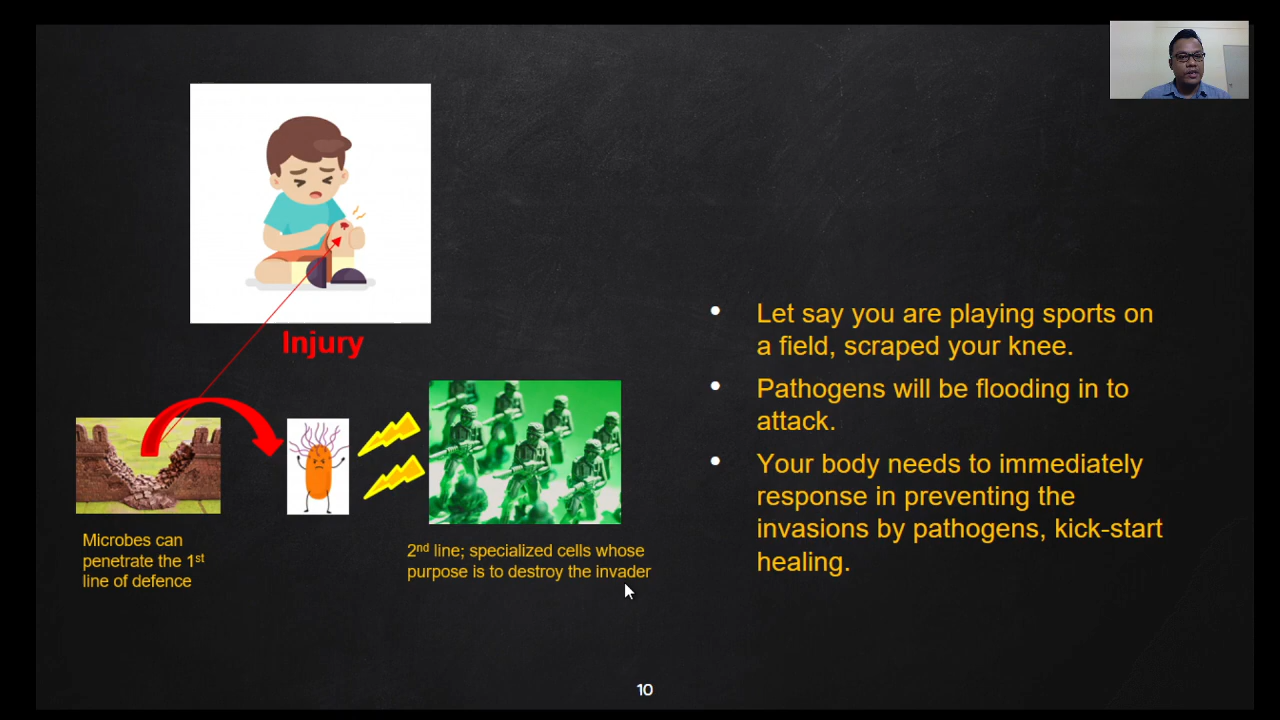 Injury
Microbes can
penetrate the 1st
line of defence
2nd line; specialized cells whose
purpose is to destroy the invader
Let say you are playing sports on
a field, scraped your knee.
Pathogens will be flooding in to
attack.
Your body needs to immediately
response in preventing the
invasions by pathogens, kick-start
healing.
10